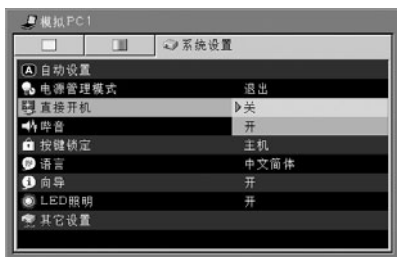 模拟PC1
系统设置
A 自动设置
电源管理模式 退出
直接开机 关
哔音 开
按键锁定 主机
语言 中文简体
向导 开
LED照明 开
其它设置